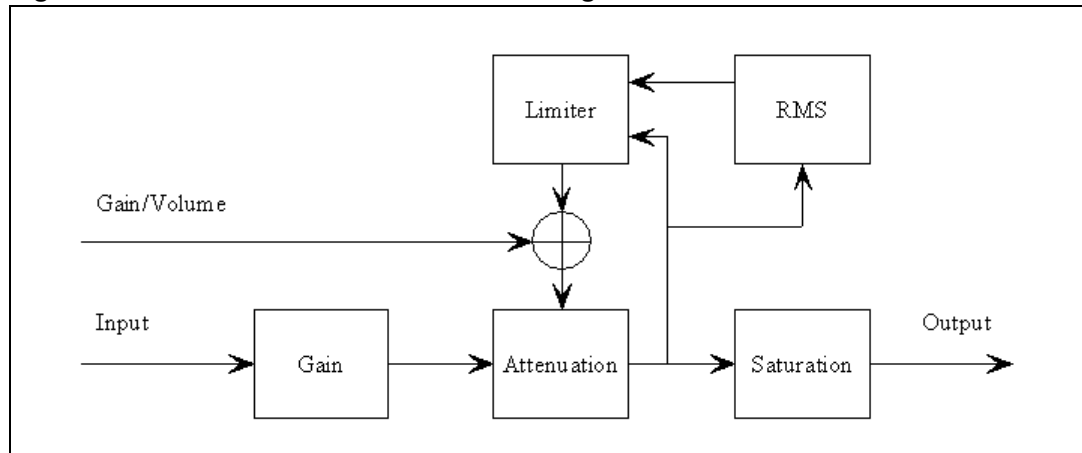 Limiter
RMS
Gain/Volume
Input
Output
Gain
Attenuation
Saturation